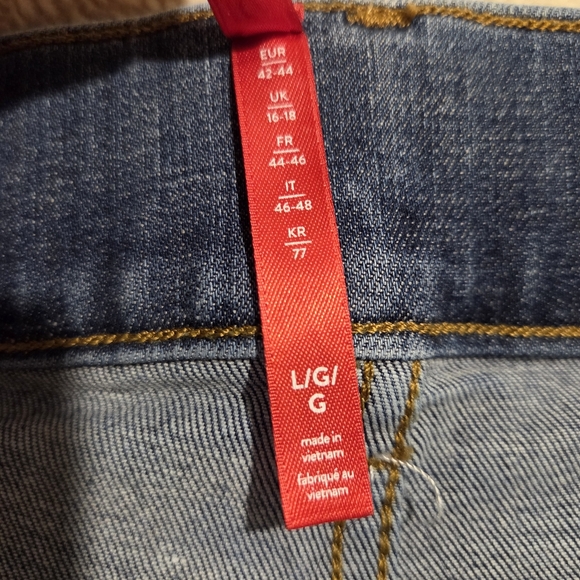 EUR
42-44
UK
16-18
FR
44-46
IT
46-48
KR
77
L/G/
G
made in
vietnam
fabriqué au
vietnam